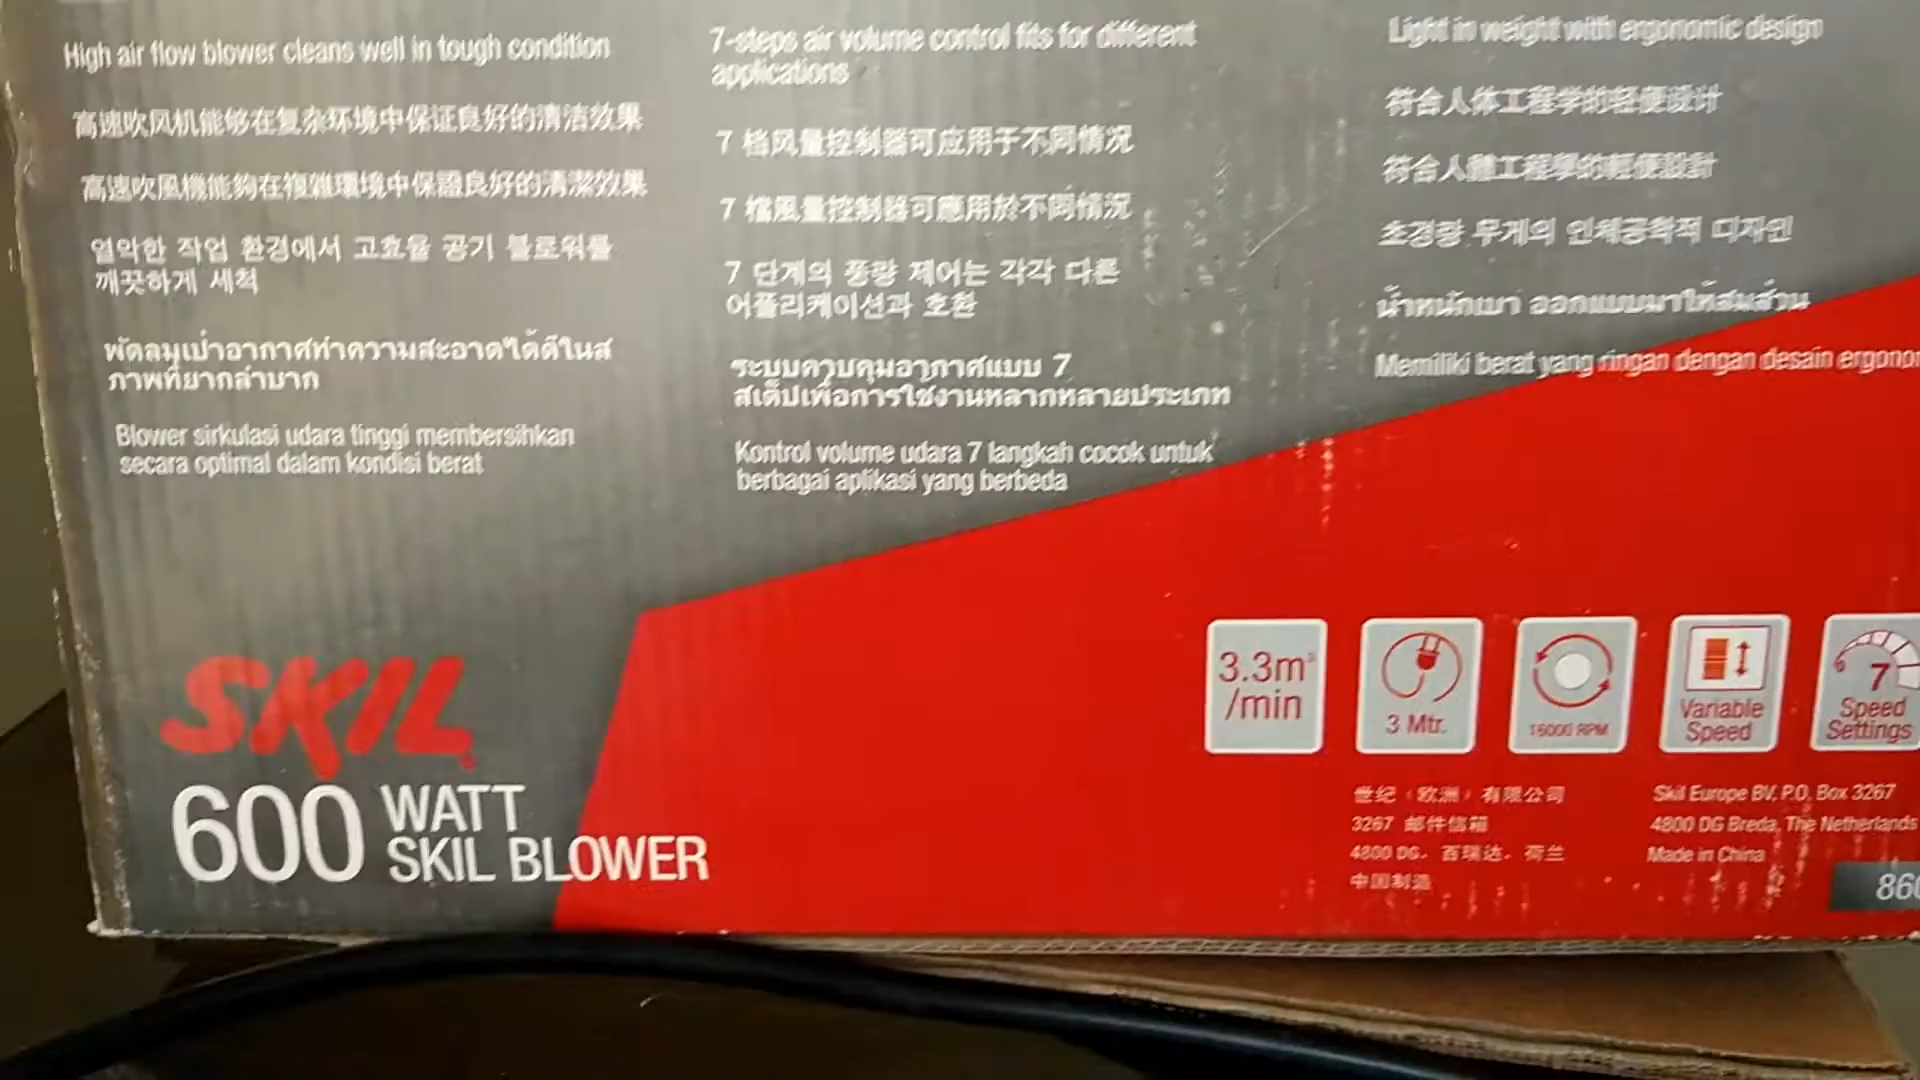 High air flow blower cleans well in tough condition
高速吹风机能够在复杂环境中保证良好的清洁效果
高速吹風機能夠在複雜環境中保證良好的清潔效果
열악한 작업 환경에서 고효율 공기 블로워를
깨끗하게 세척
พัดลมเป่าอากาศทำความสะอาดได้ดีในส
ภาพที่ยากลำบาก
Blower sirkulasi udara tinggi membersihkan
secara optimal dalam kondisi berat
7-steps air volume control fits for different
applications
7 档风量控制器可应用于不同情况
7 檔風量控制器可應用於不同情況
7 단계의 풍량 제어는 각각 다른
어플리케이션과 호환
ระบบควบคุมอากาศแบบ 7
สเต็ปเพื่อการใช้งานหลากหลายประเภท
Kontrol volume udara 7 langkah cocok untuk
berbagai aplikasi yang berbeda
Light in weight with ergonomic design
符合人体工程学的轻便设计
符合人體工程學的輕便設計
초경량 무게의 인체공학적 디자인
น้ำหนักเบา ออกแบบมาให้สมส่วน
Memiliki berat yang ringan dengan desain ergonom
SKIL
600 WATT
SKIL BLOWER
3.3m³
/min
3 Mtr.
16000 RPM
Variable
Speed
7
Speed
Settings
世纪（欧洲）有限公司
3267 邮件信箱
4800 DG. 百瑞达. 荷兰
中国制造
Skil Europe BV, P.O. Box 3267
4800 DG Breda, The Netherlands
Made in China
860